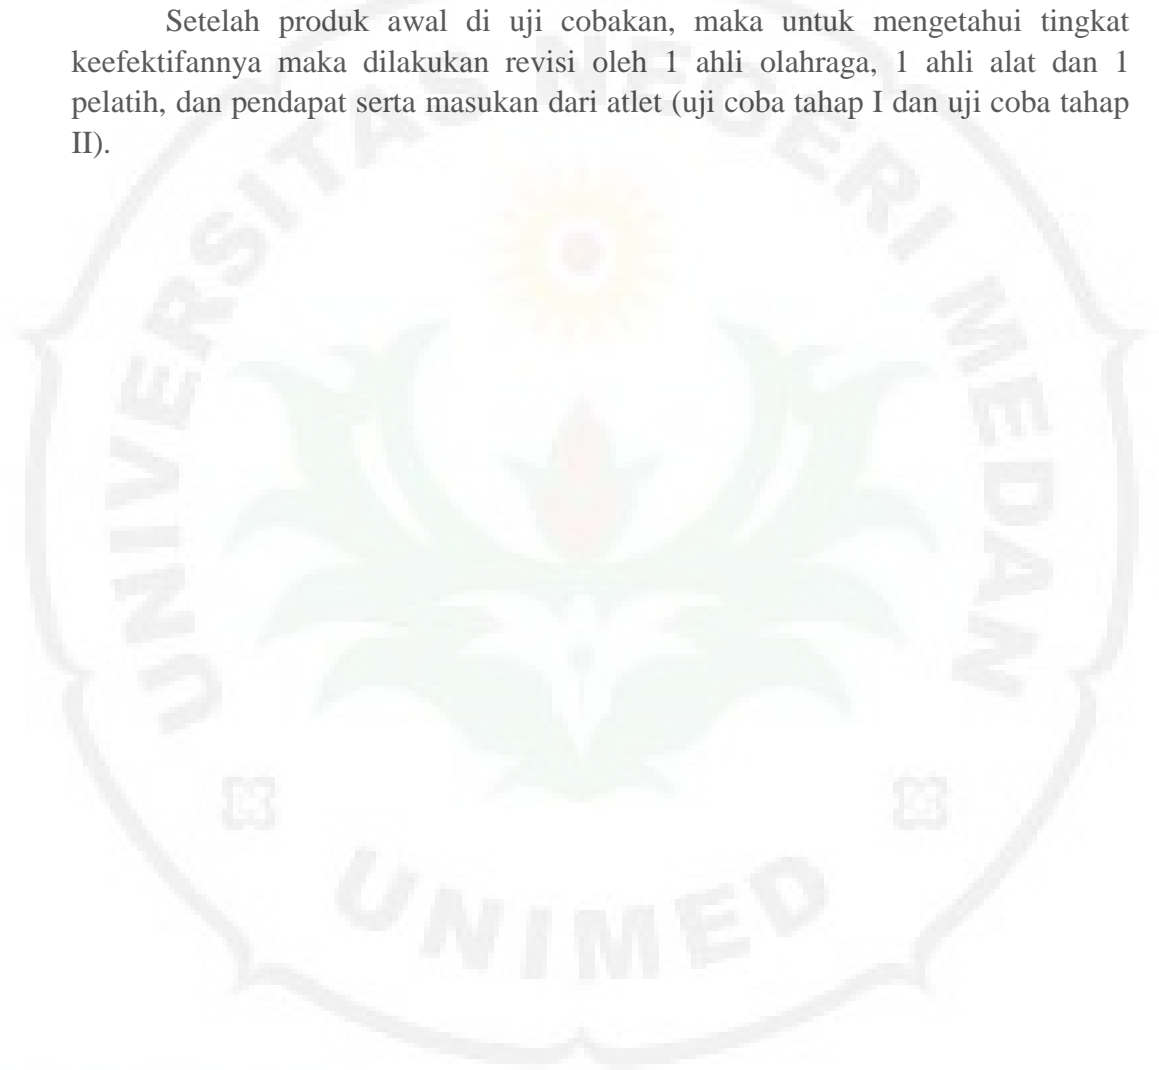 Setelah produk awal di uji cobakan, maka untuk mengetahui tingkat
keefektifannya maka dilakukan revisi oleh 1 ahli olahraga, 1 ahli alat dan 1
pelatih, dan pendapat serta masukan dari atlet (uji coba tahap I dan uji coba tahap
II).
UNIVERSITAS NEGERI MEDAN
UNIMED